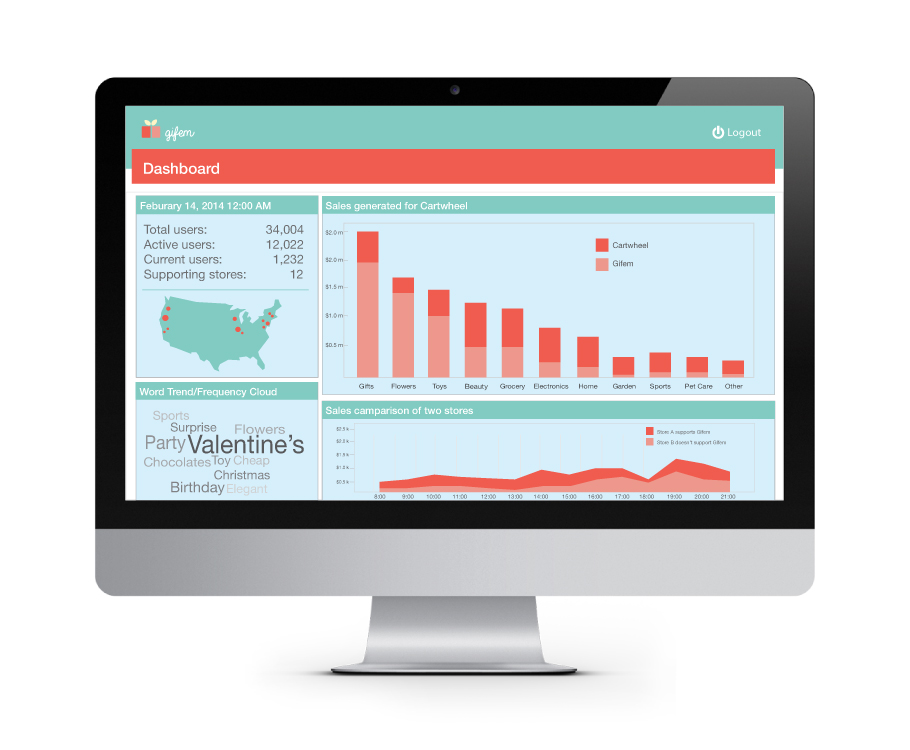 gifem
Logout
Dashboard
Feburary 14, 2014 12:00 AM
Total users: 34,004
Active users: 12,022
Current users: 1,232
Supporting stores: 12
Word Trend/Frequency Cloud
Sports
Surprise Flowers
Party Valentine's
Chocolates Toy Cheap
Christmas
Birthday Elegant
Sales generated for Cartwheel
$2.0 m
$2.0 m
$1.5 m
$1.0 m
$0.5 m
Cartwheel
Gifem
Gifts Flowers Toys Beauty Grocery Electronics Home Garden Sports Pet Care Other
Sales camparison of two stores
$2.5 k
$2.0 k
$1.5 k
$1.0 k
$0.5 k
Store A supports Gifem
Store B doesn't support Gifem
8:00 9:00 10:00 11:00 12:00 13:00 14:00 15:00 16:00 17:00 18:00 19:00 20:00 21:00